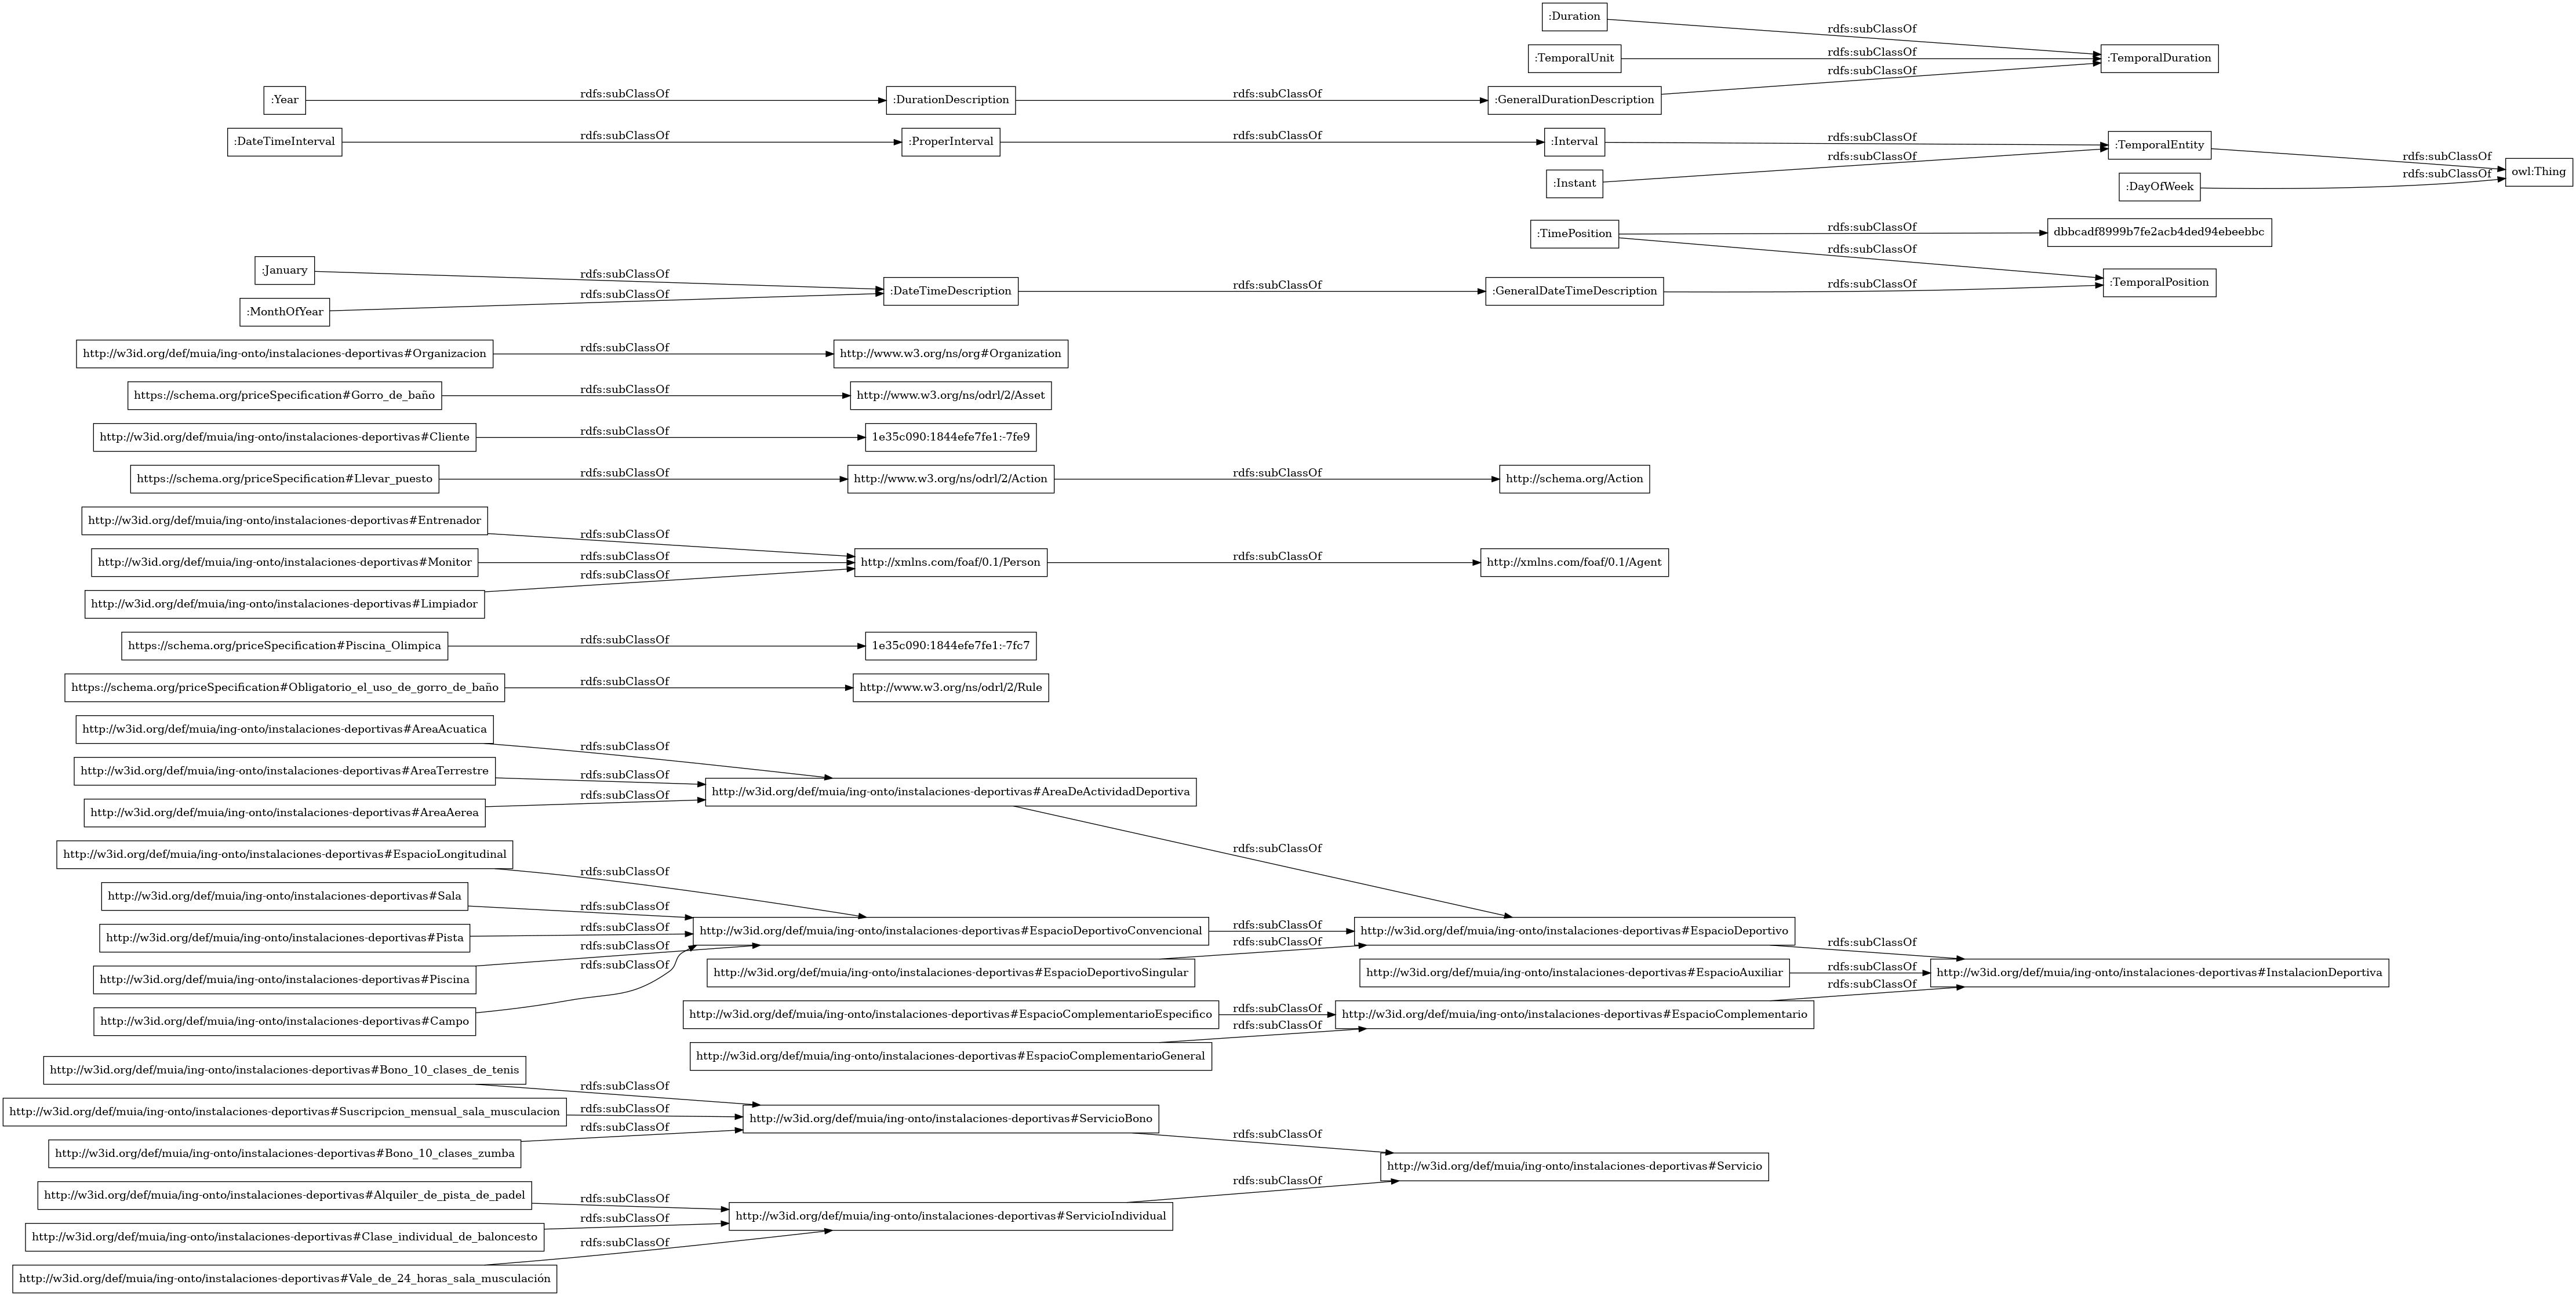 :Duration
rdfs:subClassOf
:TemporalUnit
rdfs:subClassOf
:TemporalDuration
:Year
rdfs:subClassOf
:DurationDescription
rdfs:subClassOf
:GeneralDurationDescription
rdfs:subClassOf
:DateTimeInterval
rdfs:subClassOf
:ProperInterval
rdfs:subClassOf
:Interval
rdfs:subClassOf
:TemporalEntity
rdfs:subClassOf
owl:Thing
:Instant
rdfs:subClassOf
:DayOfWeek
rdfs:subClassOf
:TimePosition
rdfs:subClassOf
dbbcadf8999b7fe2acb4ded94ebeebbc
rdfs:subClassOf
:TemporalPosition
:January
rdfs:subClassOf
:MonthOfYear
rdfs:subClassOf
:DateTimeDescription
rdfs:subClassOf
:GeneralDateTimeDescription
rdfs:subClassOf
http://w3id.org/def/muia/ing-onto/instalaciones-deportivas#Organizacion
rdfs:subClassOf
http://www.w3.org/ns/org#Organization
https://schema.org/priceSpecification#Gorro_de_baño
rdfs:subClassOf
http://www.w3.org/ns/odrl/2/Asset
http://w3id.org/def/muia/ing-onto/instalaciones-deportivas#Cliente
rdfs:subClassOf
1e35c090:1844efe7fe1:-7fe9
https://schema.org/priceSpecification#Llevar_puesto
rdfs:subClassOf
http://www.w3.org/ns/odrl/2/Action
rdfs:subClassOf
http://schema.org/Action
http://w3id.org/def/muia/ing-onto/instalaciones-deportivas#Entrenador
rdfs:subClassOf
http://w3id.org/def/muia/ing-onto/instalaciones-deportivas#Monitor
rdfs:subClassOf
http://xmlns.com/foaf/0.1/Person
rdfs:subClassOf
http://xmlns.com/foaf/0.1/Agent
http://w3id.org/def/muia/ing-onto/instalaciones-deportivas#Limpiador
rdfs:subClassOf
https://schema.org/priceSpecification#Piscina_Olimpica
rdfs:subClassOf
1e35c090:1844efe7fe1:-7fc7
https://schema.org/priceSpecification#Obligatorio_el_uso_de_gorro_de_baño
rdfs:subClassOf
http://www.w3.org/ns/odrl/2/Rule
http://w3id.org/def/muia/ing-onto/instalaciones-deportivas#AreaAcuatica
rdfs:subClassOf
http://w3id.org/def/muia/ing-onto/instalaciones-deportivas#AreaTerrestre
rdfs:subClassOf
http://w3id.org/def/muia/ing-onto/instalaciones-deportivas#AreaDeActividadDeportiva
http://w3id.org/def/muia/ing-onto/instalaciones-deportivas#AreaAerea
rdfs:subClassOf
rdfs:subClassOf
http://w3id.org/def/muia/ing-onto/instalaciones-deportivas#EspacioLongitudinal
rdfs:subClassOf
http://w3id.org/def/muia/ing-onto/instalaciones-deportivas#Sala
rdfs:subClassOf
http://w3id.org/def/muia/ing-onto/instalaciones-deportivas#Pista
rdfs:subClassOf
http://w3id.org/def/muia/ing-onto/instalaciones-deportivas#EspacioDeportivoConvencional
rdfs:subClassOf
http://w3id.org/def/muia/ing-onto/instalaciones-deportivas#EspacioDeportivo
rdfs:subClassOf
http://w3id.org/def/muia/ing-onto/instalaciones-deportivas#Piscina
rdfs:subClassOf
http://w3id.org/def/muia/ing-onto/instalaciones-deportivas#EspacioDeportivoSingular
rdfs:subClassOf
http://w3id.org/def/muia/ing-onto/instalaciones-deportivas#EspacioAuxiliar
rdfs:subClassOf
http://w3id.org/def/muia/ing-onto/instalaciones-deportivas#InstalacionDeportiva
http://w3id.org/def/muia/ing-onto/instalaciones-deportivas#Campo
rdfs:subClassOf
http://w3id.org/def/muia/ing-onto/instalaciones-deportivas#EspacioComplementarioEspecifico
rdfs:subClassOf
http://w3id.org/def/muia/ing-onto/instalaciones-deportivas#EspacioComplementario
rdfs:subClassOf
http://w3id.org/def/muia/ing-onto/instalaciones-deportivas#EspacioComplementarioGeneral
rdfs:subClassOf
http://w3id.org/def/muia/ing-onto/instalaciones-deportivas#Bono_10_clases_de_tenis
rdfs:subClassOf
http://w3id.org/def/muia/ing-onto/instalaciones-deportivas#Suscripcion_mensual_sala_musculacion
rdfs:subClassOf
http://w3id.org/def/muia/ing-onto/instalaciones-deportivas#ServicioBono
rdfs:subClassOf
http://w3id.org/def/muia/ing-onto/instalaciones-deportivas#Bono_10_clases_zumba
rdfs:subClassOf
http://w3id.org/def/muia/ing-onto/instalaciones-deportivas#Servicio
http://w3id.org/def/muia/ing-onto/instalaciones-deportivas#Alquiler_de_pista_de_padel
rdfs:subClassOf
http://w3id.org/def/muia/ing-onto/instalaciones-deportivas#ServicioIndividual
rdfs:subClassOf
http://w3id.org/def/muia/ing-onto/instalaciones-deportivas#Clase_individual_de_baloncesto
rdfs:subClassOf
http://w3id.org/def/muia/ing-onto/instalaciones-deportivas#Vale_de_24_horas_sala_musculación
rdfs:subClassOf